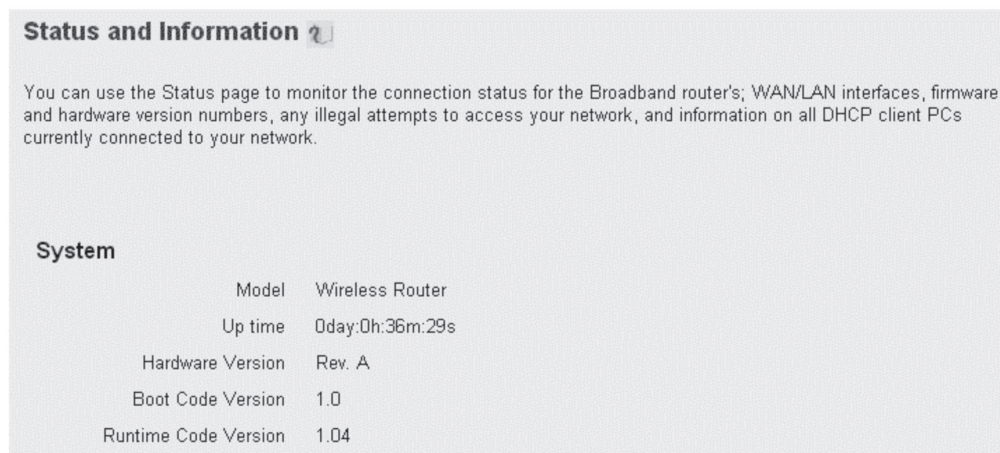 Status and Information
You can use the Status page to monitor the connection status for the Broadband router's; WAN/LAN interfaces, firmware
and hardware version numbers, any illegal attempts to access your network, and information on all DHCP client PCs
currently connected to your network.
System
Model Wireless Router
Up time 0day:0h:36m:29s
Hardware Version Rev. A
Boot Code Version 1.0
Runtime Code Version 1.04